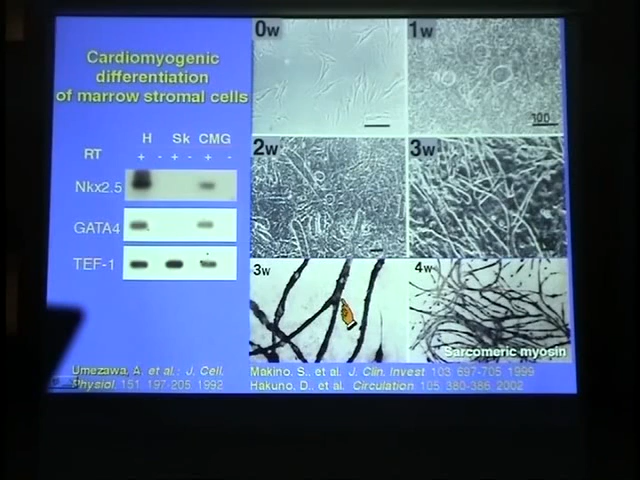 Cardiomyogenic
differentiation
of marrow stromal cells
H Sk CMG
RT + - + - + -
Nkx2.5
GATA4
TEF-1
0w
1w
100
2w
3w
3w
4w
Sarcomeric myosin
Umezawa, A. et al.: J. Cell.
Physiol. 151. 197-205. 1992
Makino, S., et al. J. Clin. Invest 103. 697-705. 1999
Hakuno, D., et al. Circulation 105. 380-386. 2002